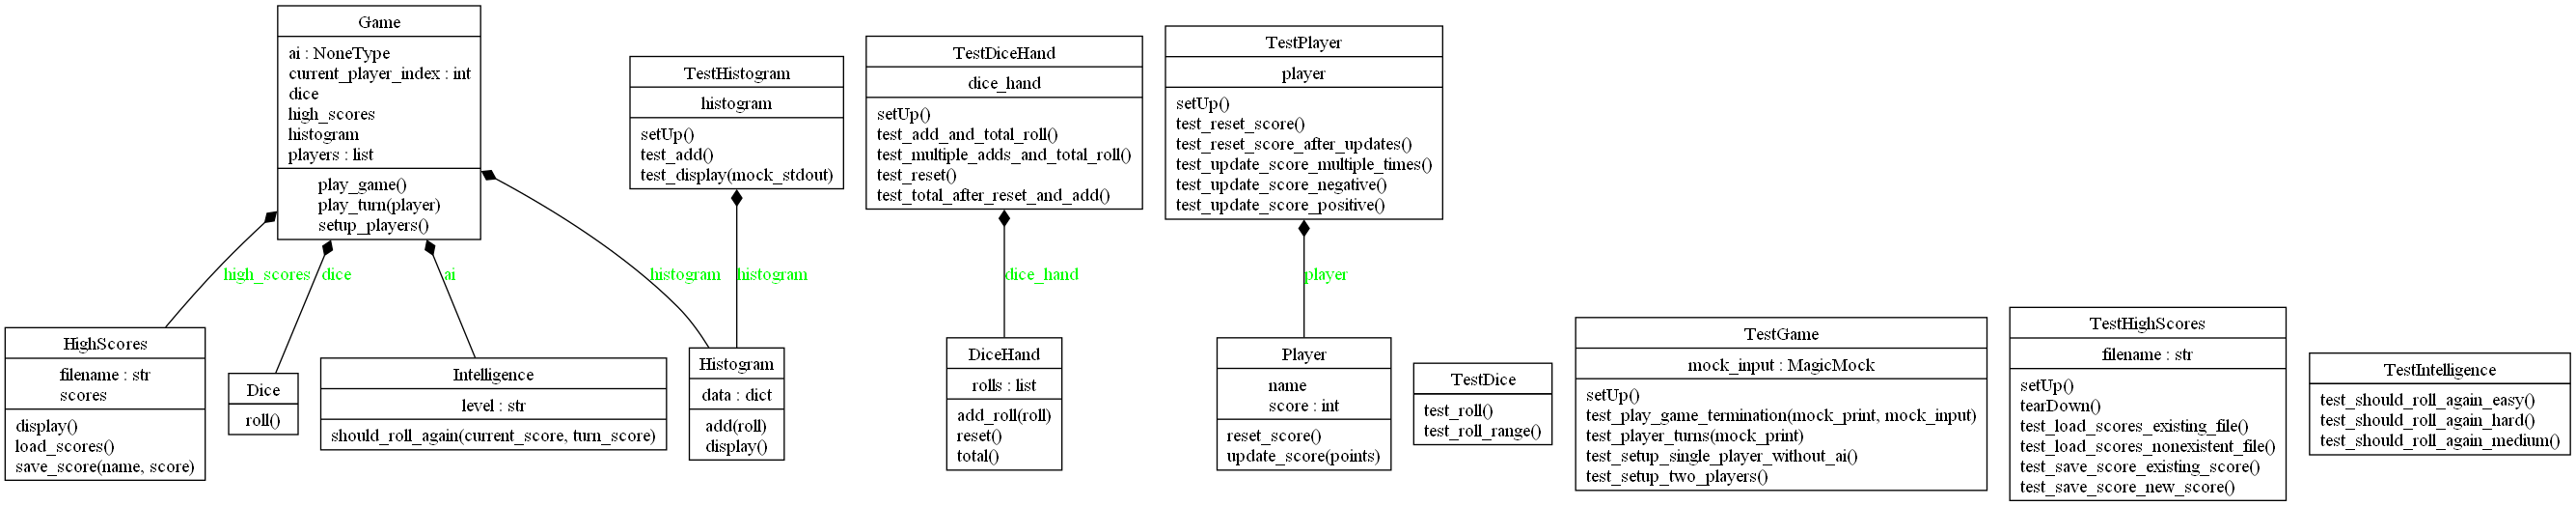 Game
ai : NoneType
current_player_index : int
dice
high_scores
histogram
players : list
play_game()
play_turn(player)
setup_players()
TestHistogram
histogram
setUp()
test_add()
test_display(mock_stdout)
TestDiceHand
dice_hand
setUp()
test_add_and_total_roll()
test_multiple_adds_and_total_roll()
test_reset()
test_total_after_reset_and_add()
TestPlayer
player
setUp()
test_reset_score()
test_reset_score_after_updates()
test_update_score_multiple_times()
test_update_score_negative()
test_update_score_positive()
high_scores
dice
ai
histogram
histogram
dice_hand
player
HighScores
filename : str
scores
display()
load_scores()
save_score(name, score)
Dice
roll()
Intelligence
level : str
should_roll_again(current_score, turn_score)
Histogram
data : dict
add(roll)
display()
DiceHand
rolls : list
add_roll(roll)
reset()
total()
Player
name
score : int
reset_score()
update_score(points)
TestDice
test_roll()
test_roll_range()
TestGame
mock_input : MagicMock
setUp()
test_play_game_termination(mock_print, mock_input)
test_player_turns(mock_print)
test_setup_single_player_without_ai()
test_setup_two_players()
TestHighScores
filename : str
setUp()
tearDown()
test_load_scores_existing_file()
test_load_scores_nonexistent_file()
test_save_score_existing_score()
test_save_score_new_score()
TestIntelligence
test_should_roll_again_easy()
test_should_roll_again_hard()
test_should_roll_again_medium()